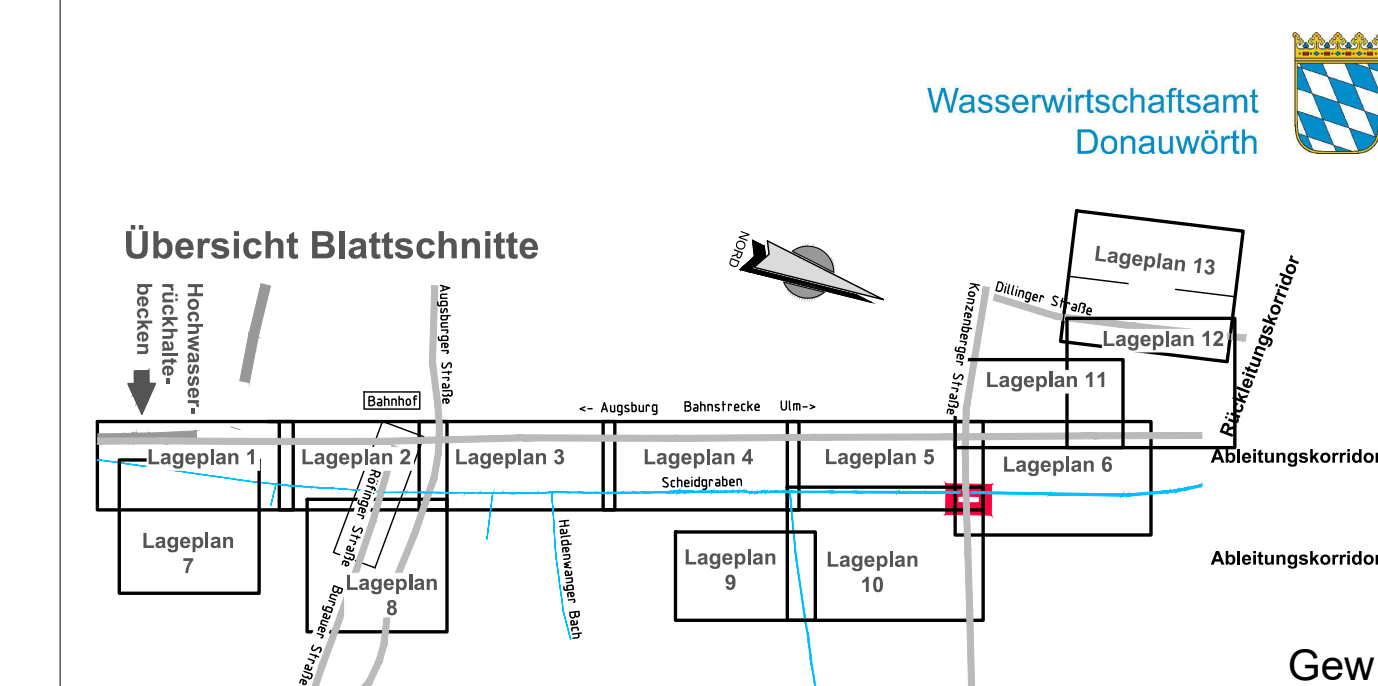 Wasserwirtschaftsamt
Donauwörth
Übersicht Blattschnitte
NORD
Hochwasser-
rückhalte-
becken
Augsburger Straße
Konzenberger Straße
Dillinger Straße
Lageplan 13
Lageplan 12
Rückleitungskorridor
Lageplan 11
Bahnhof
<- Augsburg Bahnstrecke Ulm->
Lageplan 1
Lageplan 2
Lageplan 3
Lageplan 4
Lageplan 5
Lageplan 6
Ableitungskorridor
Scheidgraben
Röfinger Straße
Haldenwanger Bach
Lageplan
7
Lageplan
8
Lageplan
9
Lageplan
10
Ableitungskorridor
Burgauer Straße
Gew